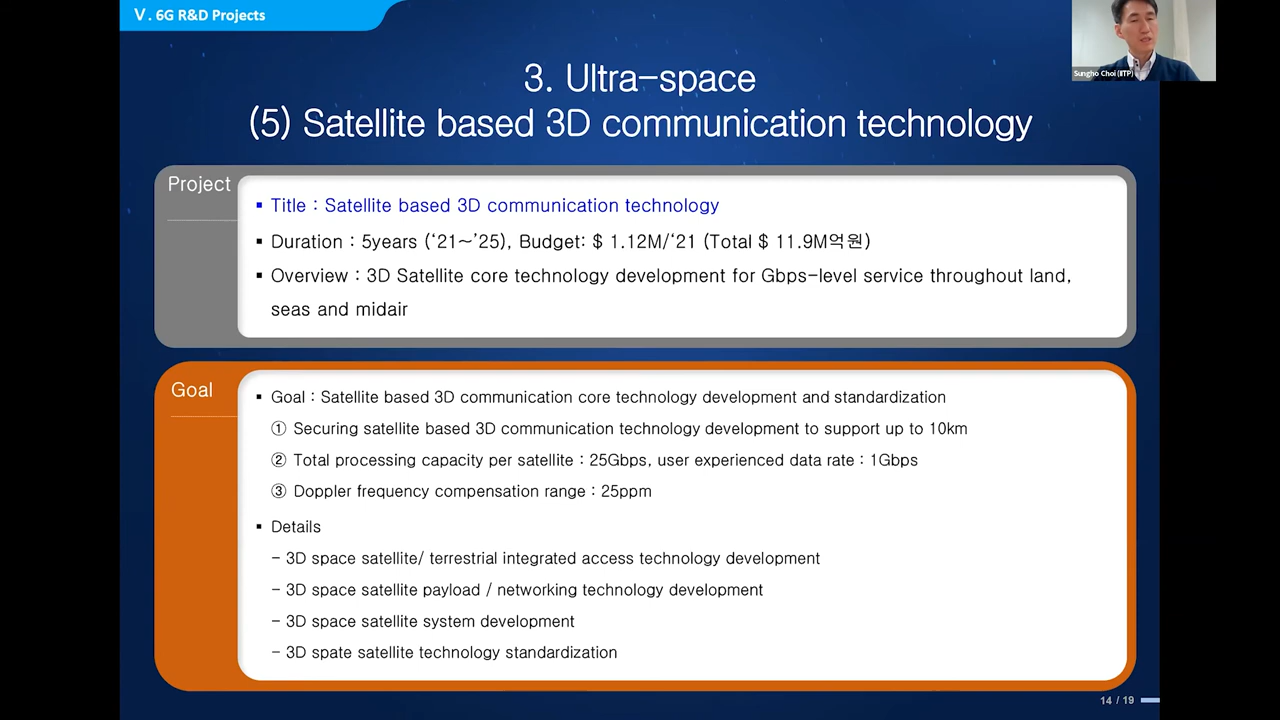 Ⅴ. 6G R&D Projects
Sungho Choi (IITP)
3. Ultra-space
(5) Satellite based 3D communication technology
Project
▪ Title : Satellite based 3D communication technology
▪ Duration : 5years (‘21~’25), Budget: $ 1.12M/‘21 (Total $ 11.9M억원)
▪ Overview : 3D Satellite core technology development for Gbps-level service throughout land,
seas and midair
Goal
▪ Goal : Satellite based 3D communication core technology development and standardization
① Securing satellite based 3D communication technology development to support up to 10km
② Total processing capacity per satellite : 25Gbps, user experienced data rate : 1Gbps
③ Doppler frequency compensation range : 25ppm
▪ Details
- 3D space satellite/ terrestrial integrated access technology development
- 3D space satellite payload / networking technology development
- 3D space satellite system development
- 3D spate satellite technology standardization
14 / 19